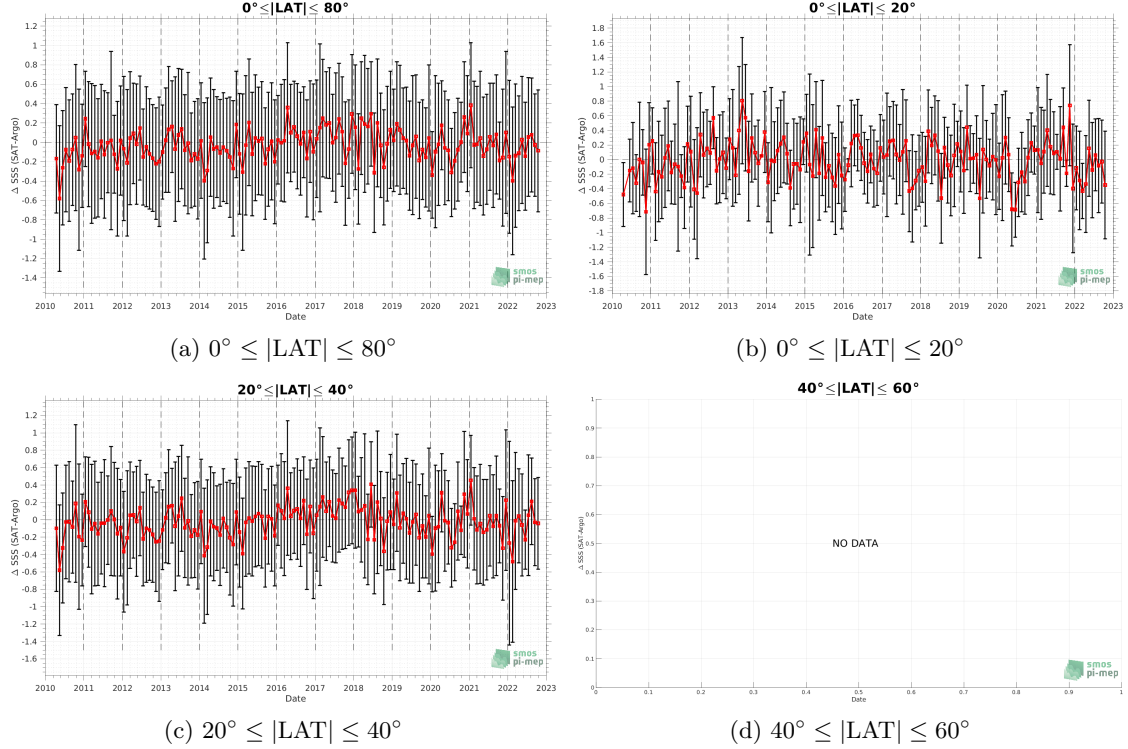 0°≤|LAT|≤ 80°
Δ SSS (SAT-Argo)
1.2
1
0.8
0.6
0.4
0.2
0
-0.2
-0.4
-0.6
-0.8
-1
-1.2
-1.4
2010 2011 2012 2013 2014 2015 2016 2017 2018 2019 2020 2021 2022 2023
Date
smos
pi-mep
(a) 0° ≤ |LAT| ≤ 80°
0°≤|LAT|≤ 20°
Δ SSS (SAT-Argo)
1.8
1.6
1.4
1.2
1
0.8
0.6
0.4
0.2
0
-0.2
-0.4
-0.6
-0.8
-1
-1.2
-1.4
-1.6
-1.8
2010 2011 2012 2013 2014 2015 2016 2017 2018 2019 2020 2021 2022 2023
Date
smos
pi-mep
(b) 0° ≤ |LAT| ≤ 20°
20°≤|LAT|≤ 40°
Δ SSS (SAT-Argo)
1.2
1
0.8
0.6
0.4
0.2
0
-0.2
-0.4
-0.6
-0.8
-1
-1.2
-1.4
-1.6
2010 2011 2012 2013 2014 2015 2016 2017 2018 2019 2020 2021 2022 2023
Date
smos
pi-mep
(c) 20° ≤ |LAT| ≤ 40°
40°≤|LAT|≤ 60°
Δ SSS (SAT-Argo)
1
0.9
0.8
0.7
0.6
0.5
0.4
0.3
0.2
0.1
0
NO DATA
0 0.1 0.2 0.3 0.4 0.5 0.6 0.7 0.8 0.9 1
Date
smos
pi-mep
(d) 40° ≤ |LAT| ≤ 60°